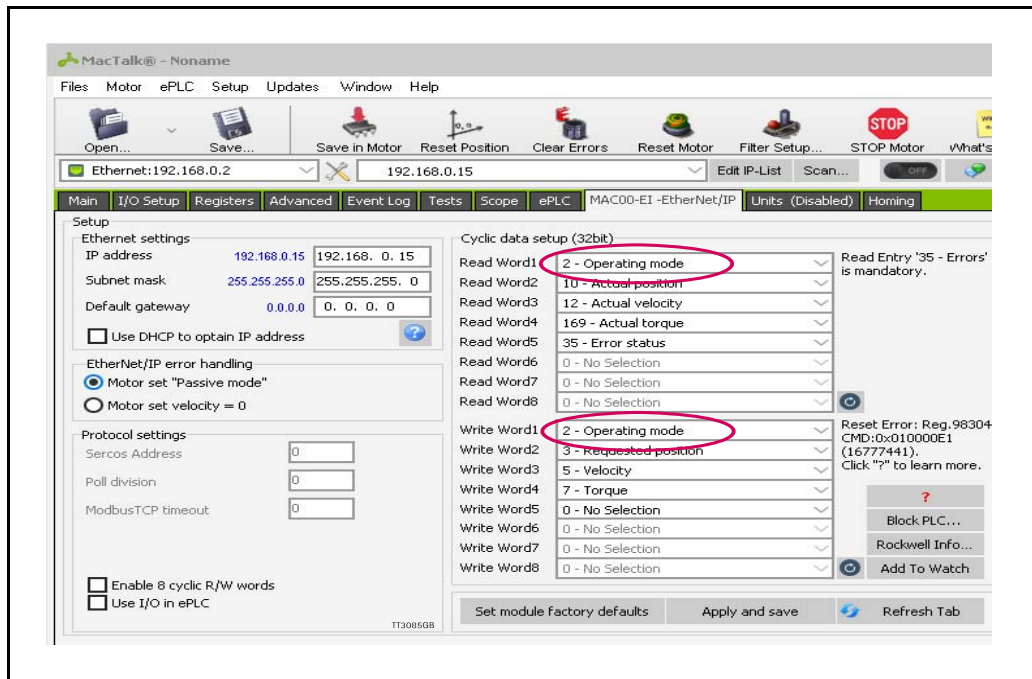 MacTalk® - Noname
Files Motor ePLC Setup Updates Window Help
Open... Save... Save in Motor Reset Position Clear Errors Reset Motor Filter Setup... STOP Motor What's
STOP
Ethernet:192.168.0.2 192.168.0.15 Edit IP-List Scan... OFF
Main I/O Setup Registers Advanced Event Log Tests Scope ePLC MAC00-EI -EtherNet/IP Units (Disabled) Homing
Setup
Ethernet settings
IP address 192.168.0.15 192.168. 0. 15
Subnet mask 255.255.255.0 255.255.255. 0
Default gateway 0.0.0.0 0. 0. 0. 0
Use DHCP to optain IP address
EtherNet/IP error handling
Motor set "Passive mode"
Motor set velocity = 0
Protocol settings
Sercos Address 0
Poll division 0
ModbusTCP timeout 0
Enable 8 cyclic R/W words
Use I/O in ePLC
TT3085GB
Cyclic data setup (32bit)
Read Word1 2 - Operating mode
Read Word2 10 - Actual position
Read Word3 12 - Actual velocity
Read Word4 169 - Actual torque
Read Word5 35 - Error status
Read Word6 0 - No Selection
Read Word7 0 - No Selection
Read Word8 0 - No Selection
Read Entry '35 - Errors'
is mandatory.
Write Word1 2 - Operating mode
Write Word2 3 - Requested position
Write Word3 5 - Velocity
Write Word4 7 - Torque
Write Word5 0 - No Selection
Write Word6 0 - No Selection
Write Word7 0 - No Selection
Write Word8 0 - No Selection
Reset Error: Reg.98304
CMD:0x010000E1
(16777441).
Click "?" to learn more.
?
Block PLC...
Rockwell Info...
Add To Watch
Set module factory defaults Apply and save Refresh Tab